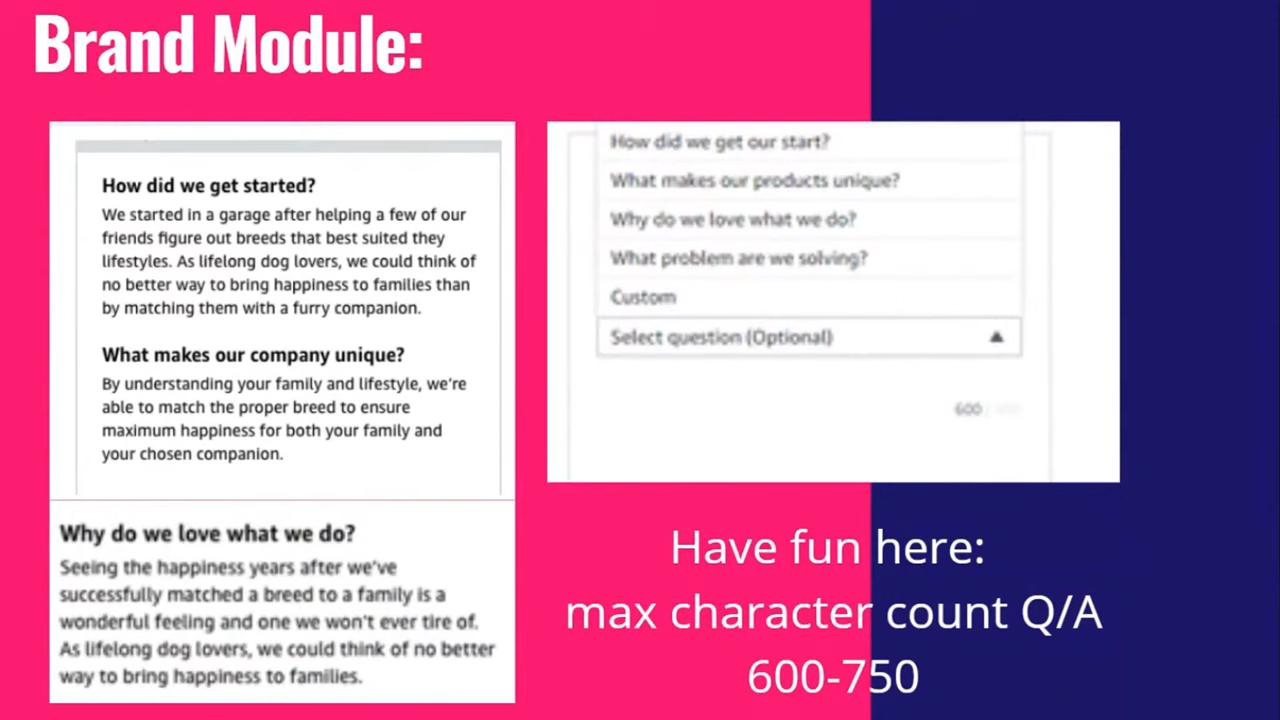 Brand Module:
How did we get started?
We started in a garage after helping a few of our
friends figure out breeds that best suited they
lifestyles. As lifelong dog lovers, we could think of
no better way to bring happiness to families than
by matching them with a furry companion.
What makes our company unique?
By understanding your family and lifestyle, we're
able to match the proper breed to ensure
maximum happiness for both your family and
your chosen companion.
Why do we love what we do?
Seeing the happiness years after we've
successfully matched a breed to a family is a
wonderful feeling and one we won't ever tire of.
As lifelong dog lovers, we could think of no better
way to bring happiness to families.
How did we get our start?
What makes our products unique?
Why do we love what we do?
What problem are we solving?
Custom
Select question (Optional)
600
Have fun here:
max character count Q/A
600-750